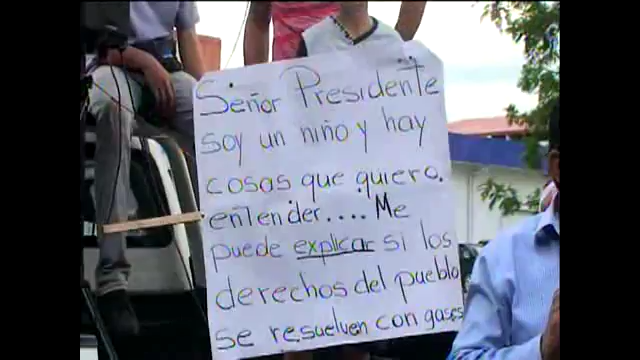 Señor Presidente
soy un niño y hay
cosas que quiero.
entender.... Me
puede explicar si los
derechos del pueblo
se resuelven con gases